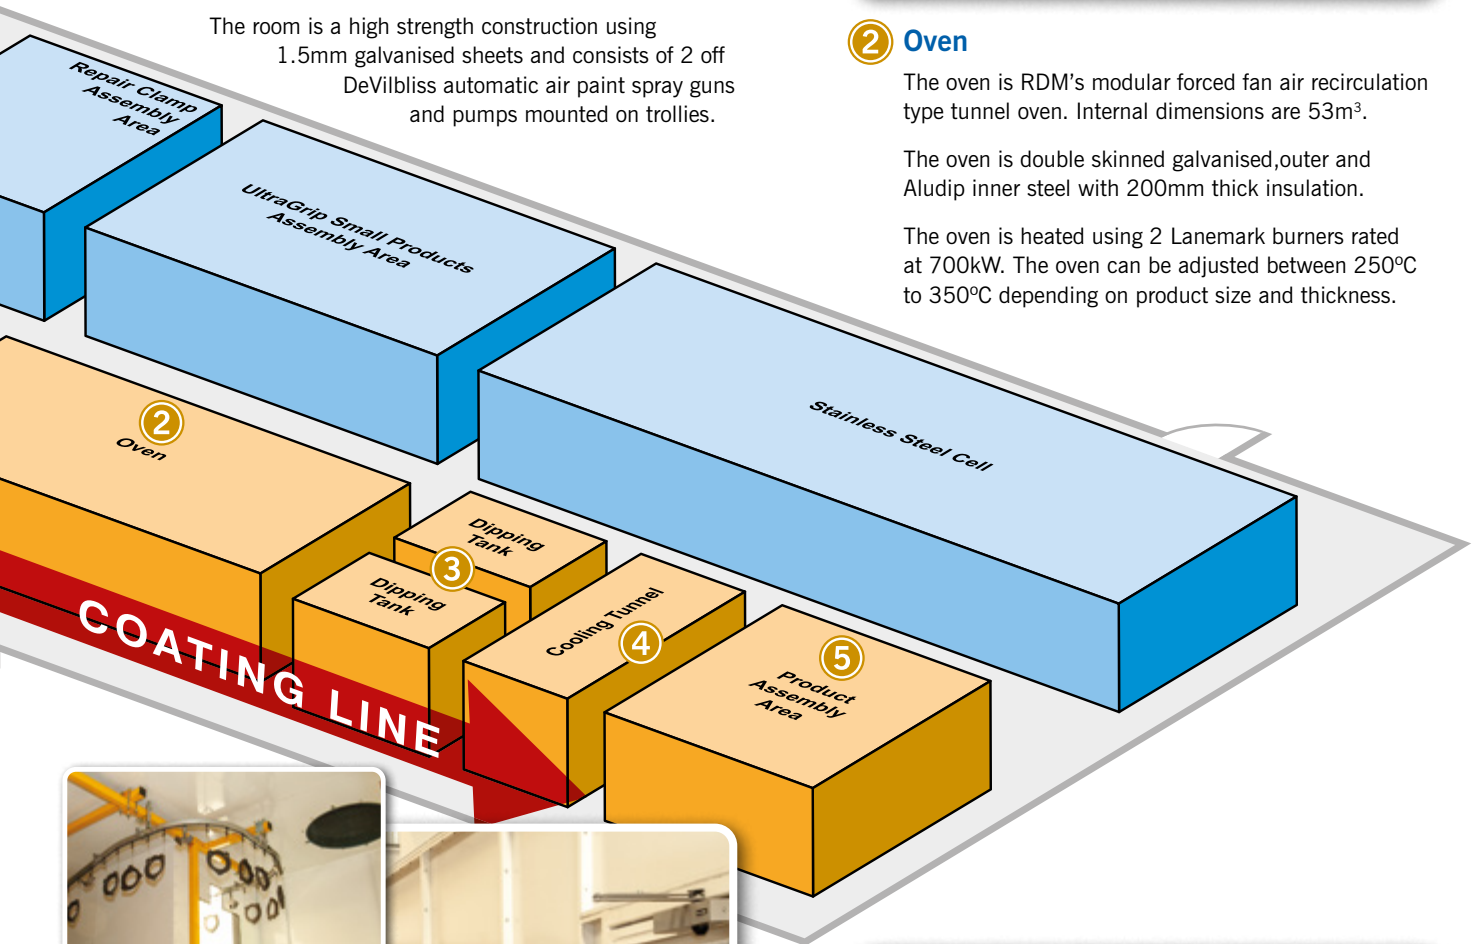 The room is a high strength construction using
1.5mm galvanised sheets and consists of 2 off
DeVilbliss automatic air paint spray guns
and pumps mounted on trollies.
2 Oven
The oven is RDM’s modular forced fan air recirculation
type tunnel oven. Internal dimensions are 53m³.
The oven is double skinned galvanised,outer and
Aludip inner steel with 200mm thick insulation.
The oven is heated using 2 Lanemark burners rated
at 700kW. The oven can be adjusted between 250ºC
to 350ºC depending on product size and thickness.
Repair Clamp
Assembly
Area
UltraGrip Small Products
Assembly Area
Stainless Steel Cell
2
Oven
Dipping
Tank
3
Dipping
Tank
Cooling Tunnel
4
5
Product
Assembly
Area
COATING LINE